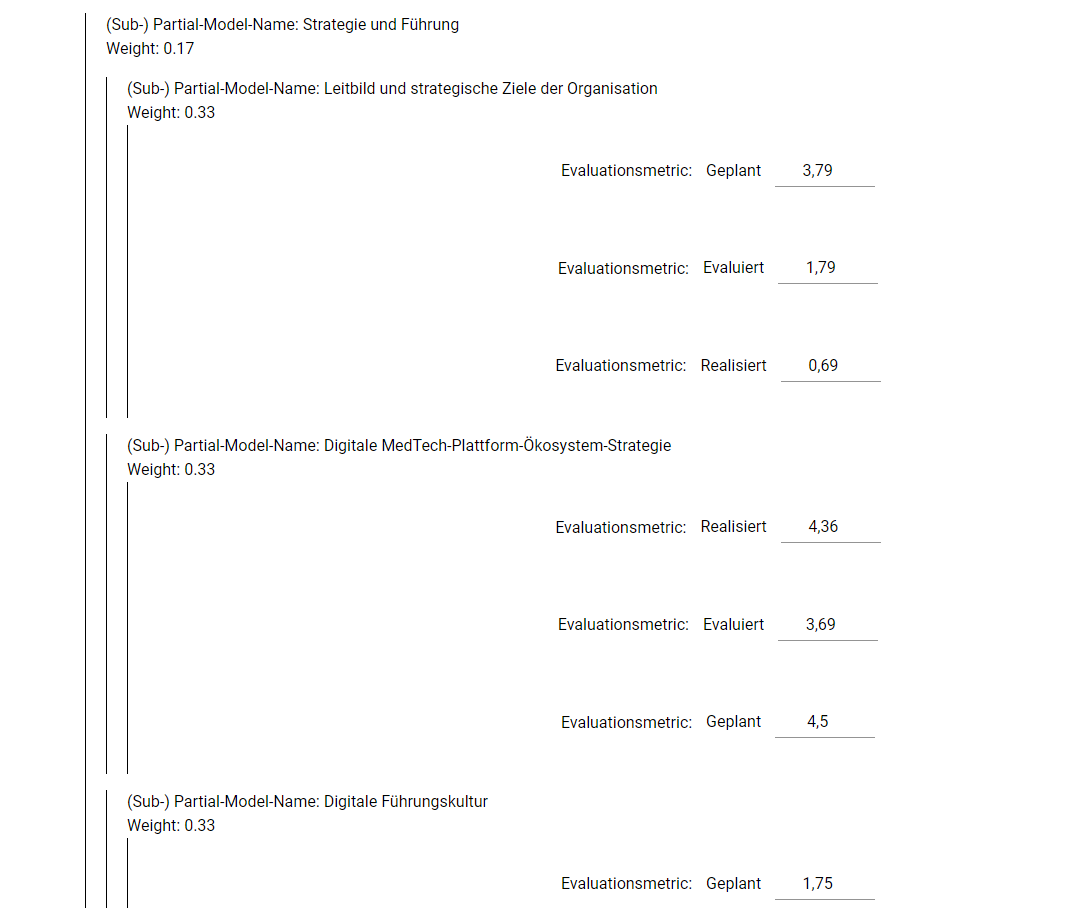 (Sub-) Partial-Model-Name: Strategie und Führung
Weight: 0.17
(Sub-) Partial-Model-Name: Leitbild und strategische Ziele der Organisation
Weight: 0.33
Evaluationsmetric: Geplant 3,79
Evaluationsmetric: Evaluiert 1,79
Evaluationsmetric: Realisiert 0,69
(Sub-) Partial-Model-Name: Digitale MedTech-Plattform-Ökosystem-Strategie
Weight: 0.33
Evaluationsmetric: Realisiert 4,36
Evaluationsmetric: Evaluiert 3,69
Evaluationsmetric: Geplant 4,5
(Sub-) Partial-Model-Name: Digitale Führungskultur
Weight: 0.33
Evaluationsmetric: Geplant 1,75